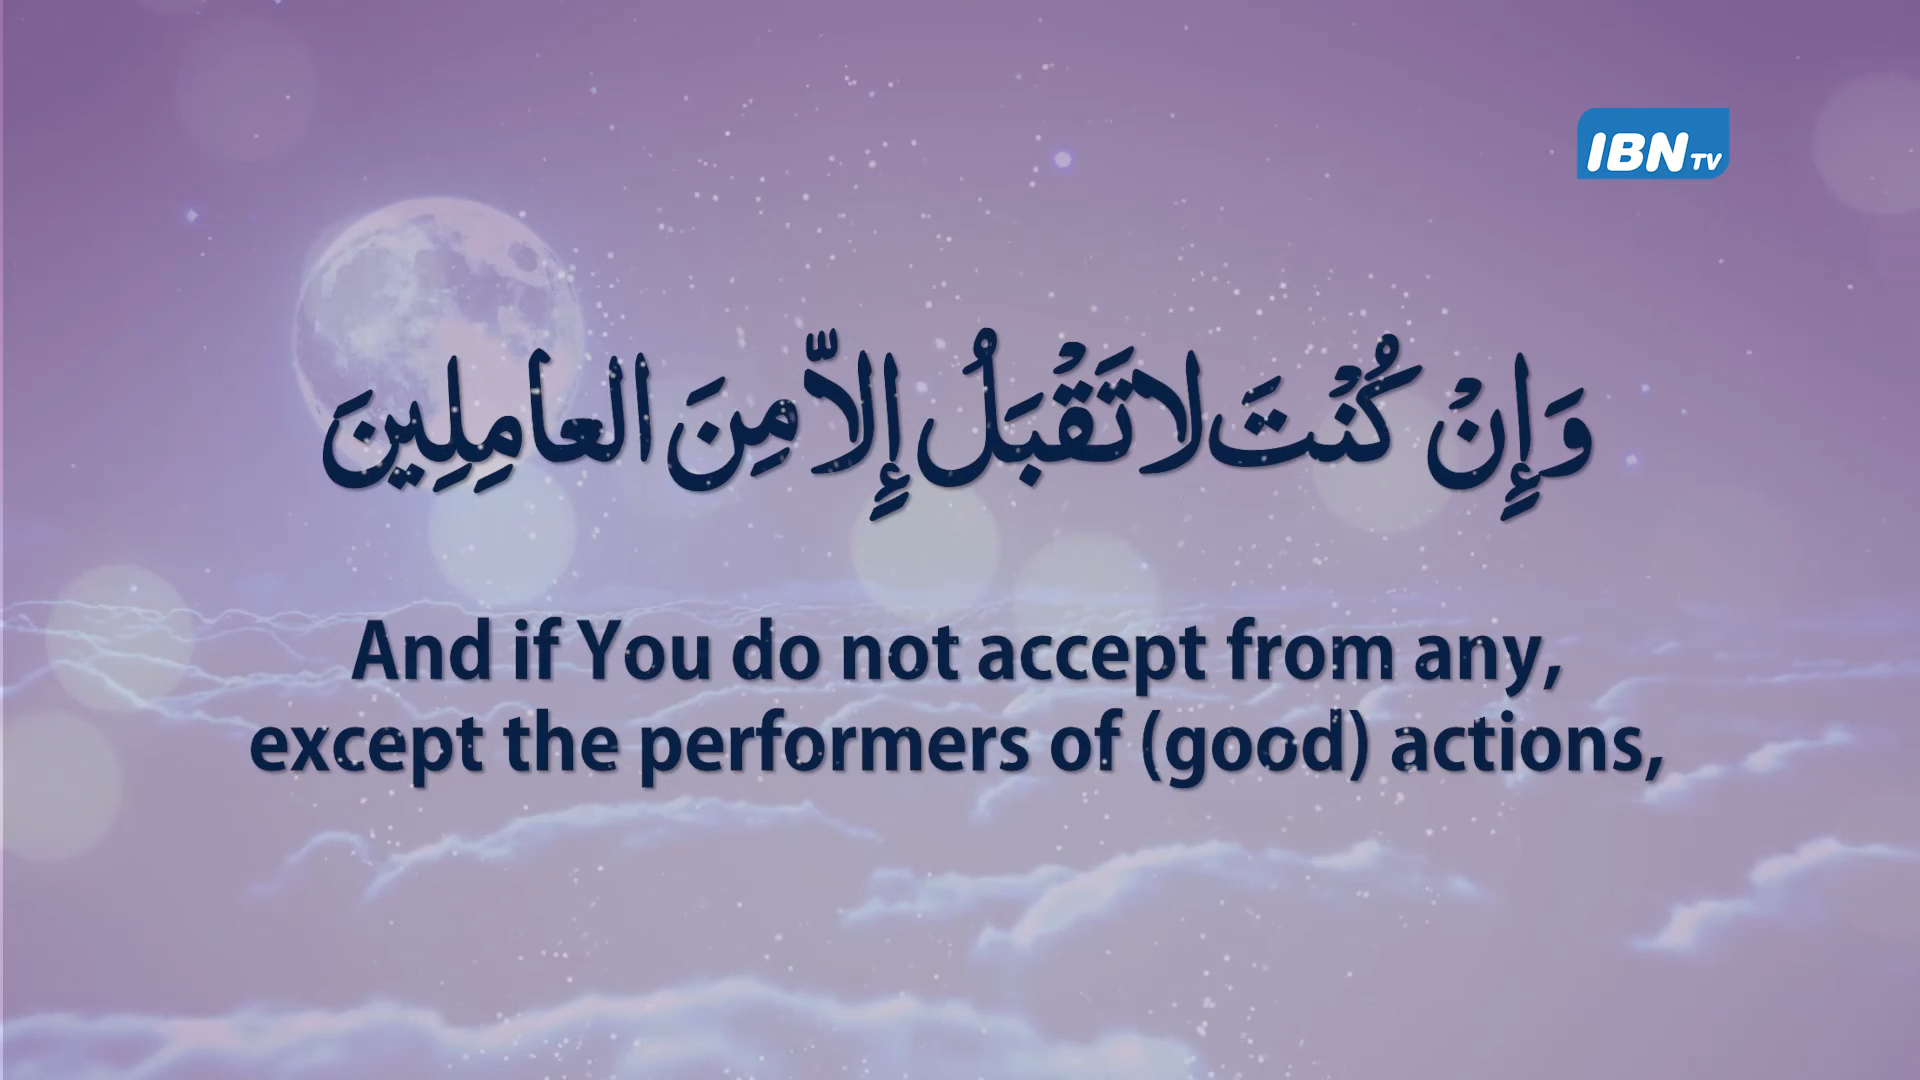 IBN TV
وَإِنْ كُنْتَ لا تَقْبَلُ إِلاّ مِنَ العامِلِينَ
And if You do not accept from any,
except the performers of (good) actions,